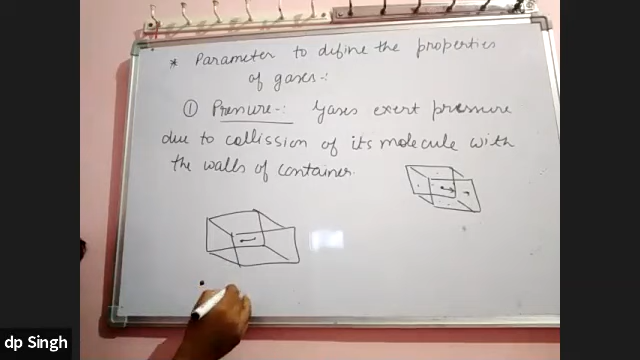 * Parameter to define the properties
of gases-:
① Pressure-: Gases exert pressure
due to collission of its molecule with
the walls of container.
dp Singh